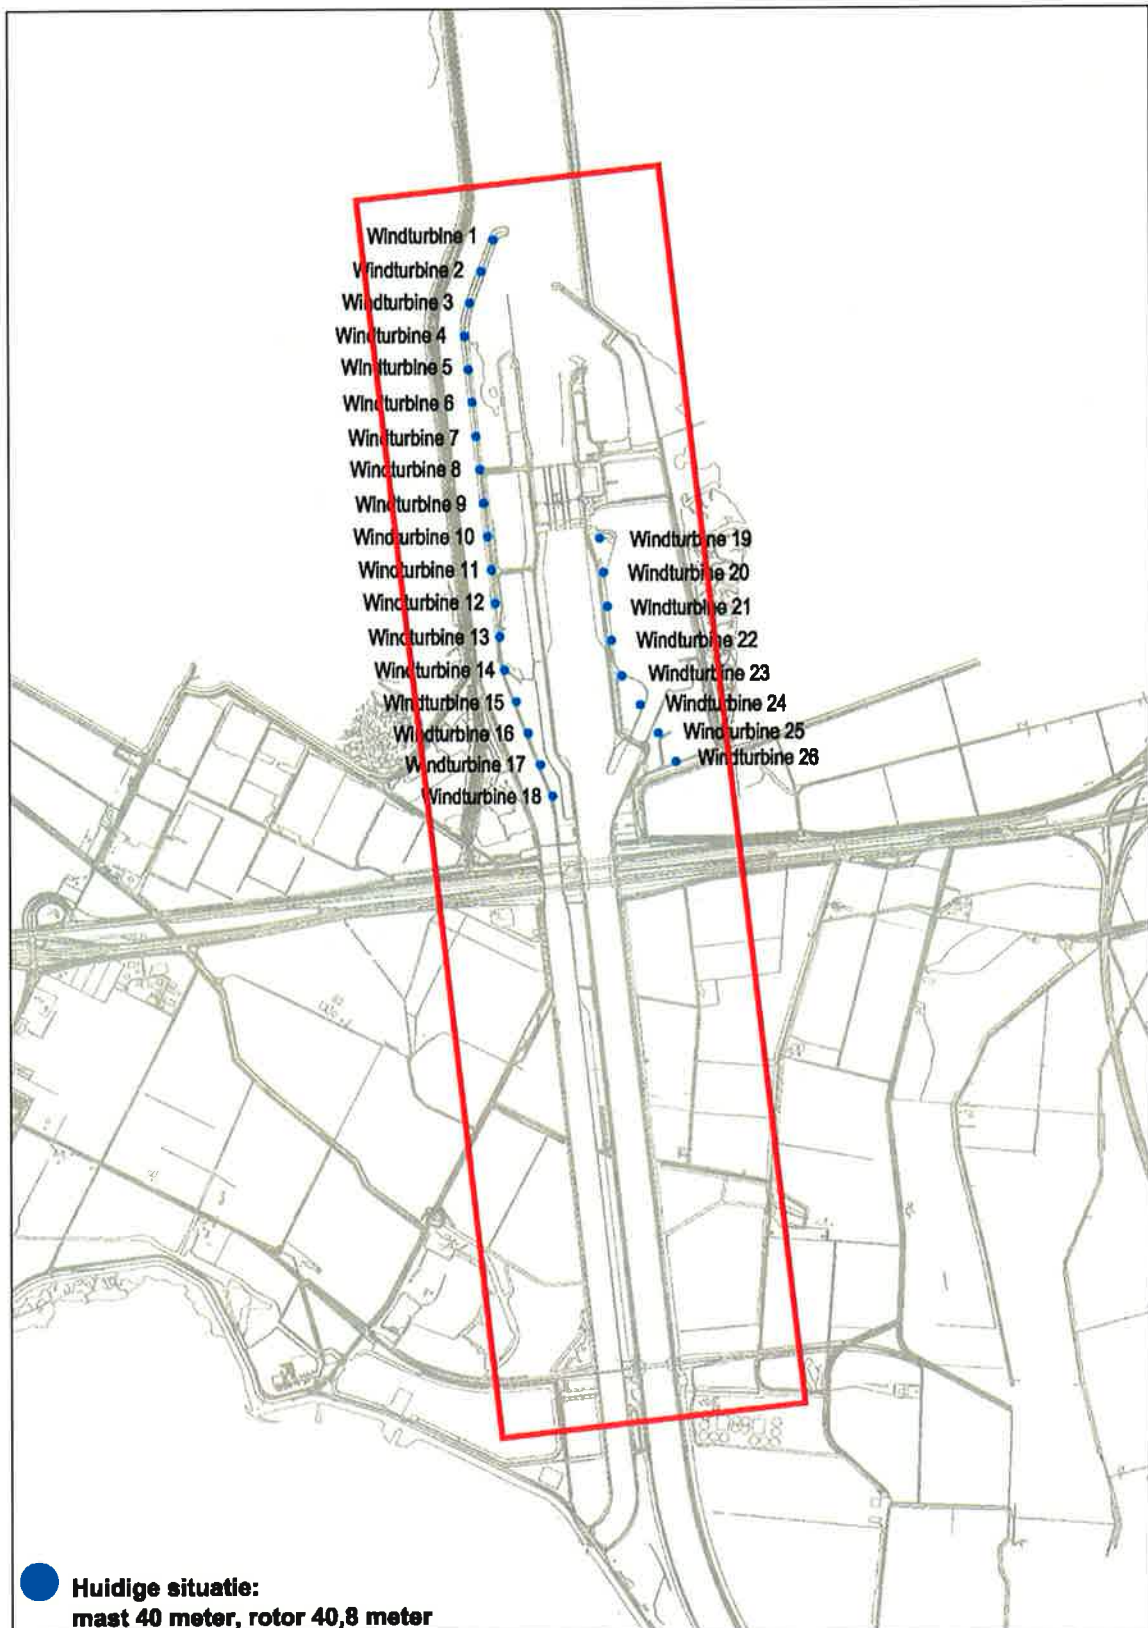 Windturbine 1
Windturbine 2
Windturbine 3
Windturbine 4
Windturbine 5
Windturbine 6
Windturbine 7
Windturbine 8
Windturbine 9
Windturbine 10
Windturbine 11
Windturbine 12
Windturbine 13
Windturbine 14
Windturbine 15
Windturbine 16
Windturbine 17
Windturbine 18
Windturbine 19
Windturbine 20
Windturbine 21
Windturbine 22
Windturbine 23
Windturbine 24
Windturbine 25
Windturbine 26
Huidige situatie:
mast 40 meter, rotor 40,8 meter